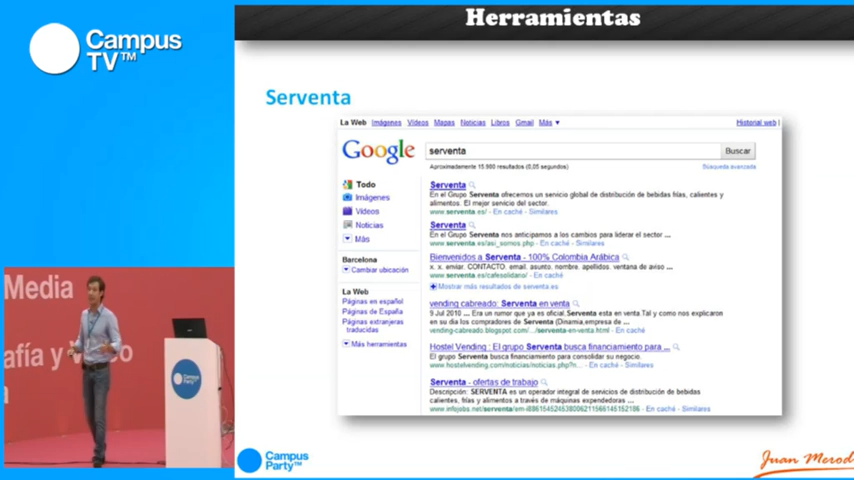 Herramientas
Campus
TV™
Serventa
La Web Imágenes Vídeos Mapas Noticias Libros Gmail Más ▼
Historial web
Google
serventa
Buscar
Aproximadamente 15.900 resultados (0,05 segundos)
Búsqueda avanzada
Todo
Imágenes
Vídeos
Noticias
Más
Barcelona
Cambiar ubicación
La Web
Páginas en español
Páginas de España
Páginas extranjeras
traducidas
Más herramientas
Serventa
En el Grupo Serventa ofrecemos un servicio global de distribución de bebidas frías, calientes y
alimentos. El mejor servicio del sector.
www.serventa.es/ - En caché - Similares
Serventa
En el Grupo Serventa nos anticipamos a los cambios para liderar el sector ...
www.serventa.es/asi_somos.php - En caché - Similares
Bienvenidos a Serventa - 100% Colombia Arábica
x. x. enviar. CONTACTO. email. asunto, nombre. apellidos. ventana de aviso ...
www.serventa.es/cafesolidario/ - En caché
Mostrar más resultados de serventa.es
vending cabreado: Serventa en venta
9 Jul 2010 ... Era un rumor que ya es oficial,Serventa esta en venta.Tal y como nos explicaron
en su dia los compradores de Serventa (Dinamia,empresa de ...
vending-cabreado.blogspot.com/.../serventa-en-venta.html - En caché
Hostel Vending : El grupo Serventa busca financiamiento para ...
El grupo Serventa busca financiamiento para consolidar su negocio.
www.hostelvending.com/noticias/noticias.php?n... - En caché - Similares
Serventa - ofertas de trabajo
Descripción: SERVENTA es un operador integral de servicios de distribución de bebidas
calientes, frías y alimentos a través de máquinas expendedoras ...
- En caché - Similares
Media
Campus
Party™
Campus
Party™
Juan Merod